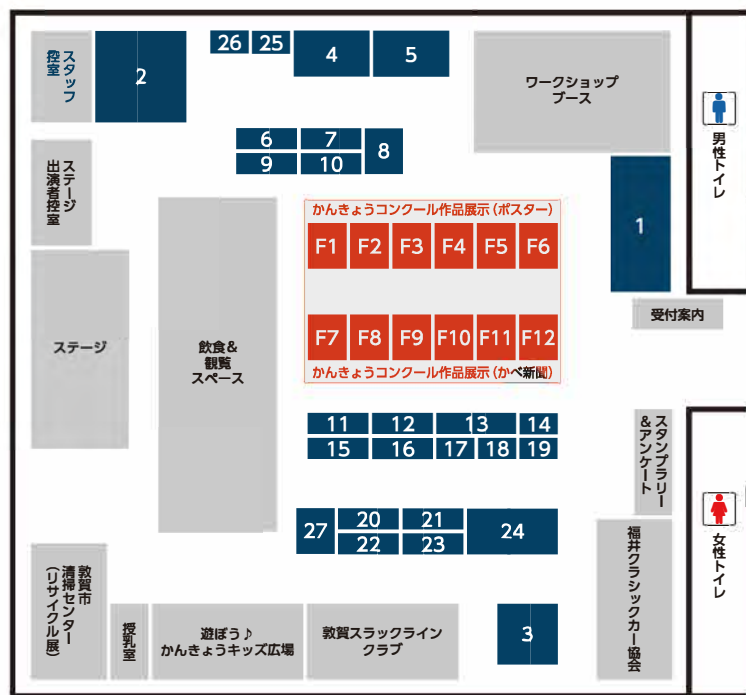 スタッフ
控室
2
26
25
4
5
ワークショップ
ブース
男性トイレ
6
7
8
9
10
ステージ
出演者控室
1
かんきょうコンクール作品展示(ポスター)
F1
F2
F3
F4
F5
F6
受付案内
ステージ
飲食&
観覧
スペース
F7
F8
F9
F10
F11
F12
かんきょうコンクール作品展示(かべ新聞)
11
12
13
14
15
16
17
18
19
スタンプラリー
&アンケート
女性トイレ
27
20
21
22
23
24
福井クラシックカー協会
敦賀市
清掃センター
(リサイクル展)
授乳室
遊ぼう♪
かんきょうキッズ広場
敦賀スラックライン
クラブ
3